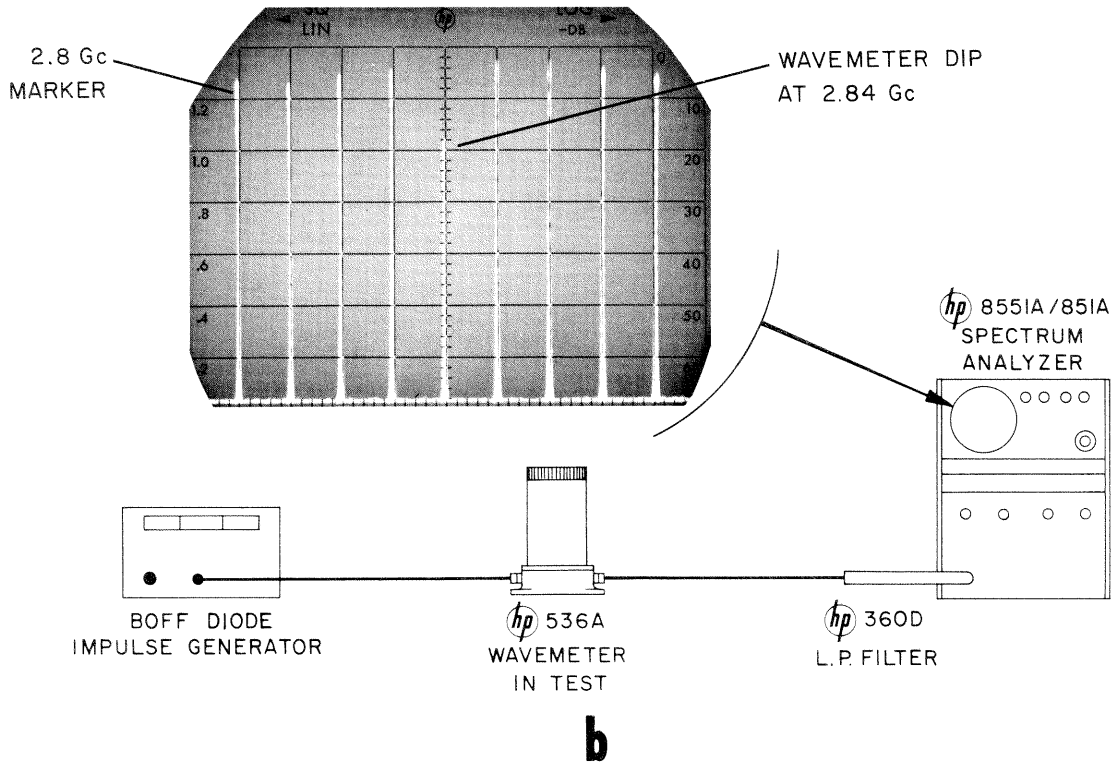 SQ
LIN
hp
LOG
-DB
2.8 Gc
MARKER
WAVEMETER DIP
AT 2.84 Gc
0
1.2
10
1.0
20
.8
30
.6
40
.4
50
.2
hp 8551A/851A
SPECTRUM
ANALYZER
BOFF DIODE
IMPULSE GENERATOR
hp 536A
WAVEMETER
IN TEST
hp 360D
L.P. FILTER
b